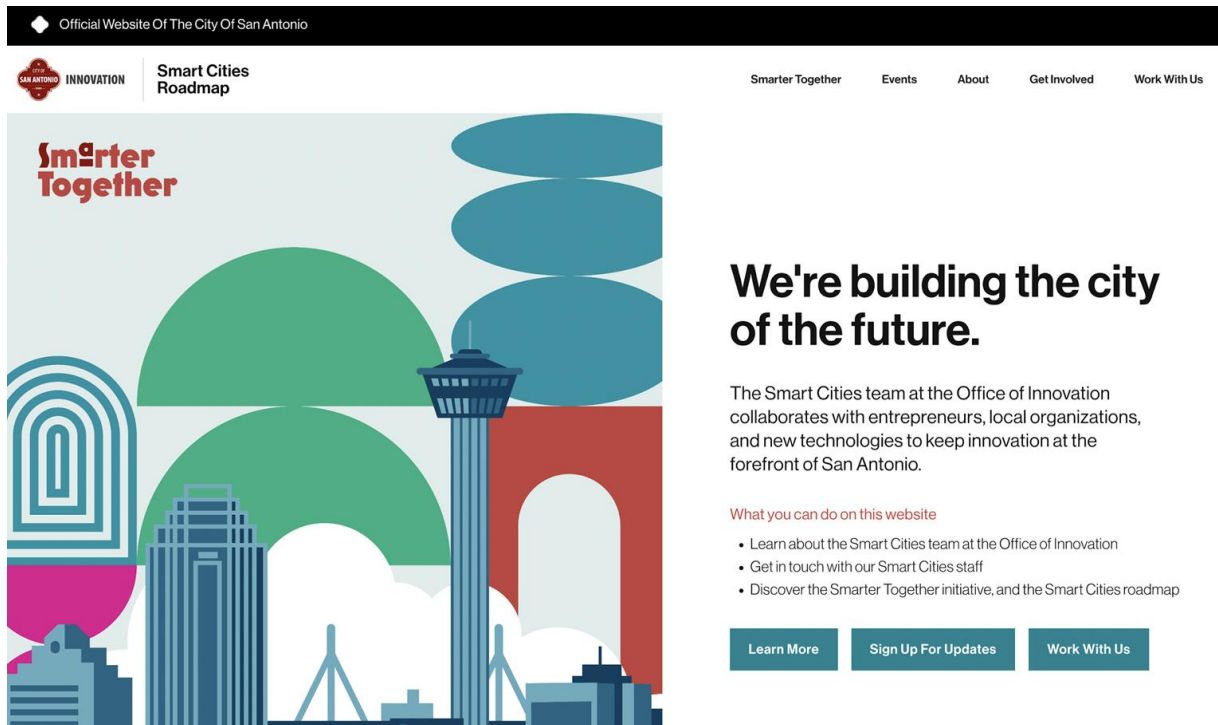 Official Website Of The City Of San Antonio
CITY OF
SAN ANTONIO
INNOVATION
Smart Cities
Roadmap
Smarter Together
Events
About
Get Involved
Work With Us
Smarter
Together
We're building the city
of the future.
The Smart Cities team at the Office of Innovation
collaborates with entrepreneurs, local organizations,
and new technologies to keep innovation at the
forefront of San Antonio.
What you can do on this website
• Learn about the Smart Cities team at the Office of Innovation
• Get in touch with our Smart Cities staff
• Discover the Smarter Together initiative, and the Smart Cities roadmap
Learn More
Sign Up For Updates
Work With Us